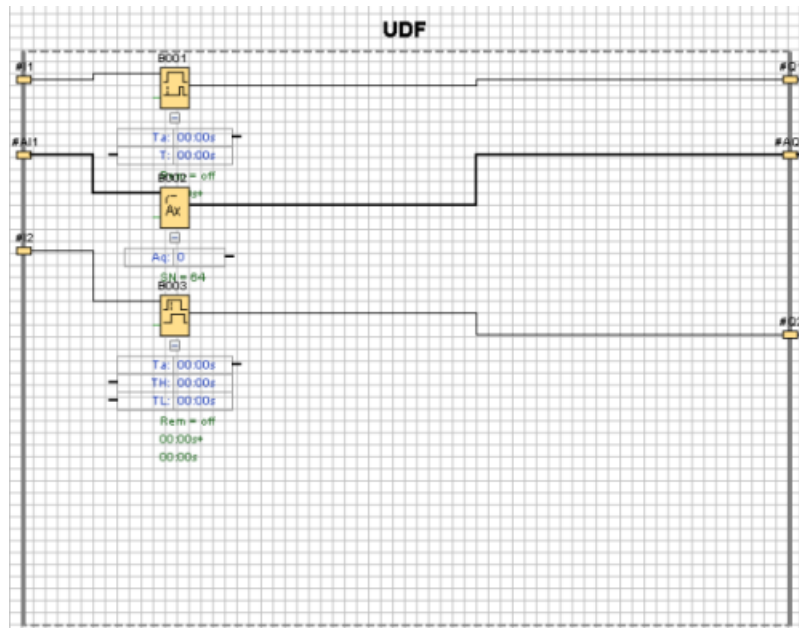 UDF
#I1
B001
#Q1
Ta: 00:00s
T: 00:00s
#AI1
#AQ
Rem = off
B002
Ax
#I2
Aq: 0
SN = 64
B003
#Q2
Ta: 00:00s
TH: 00:00s
TL: 00:00s
Rem = off
00:00s+
00:00s